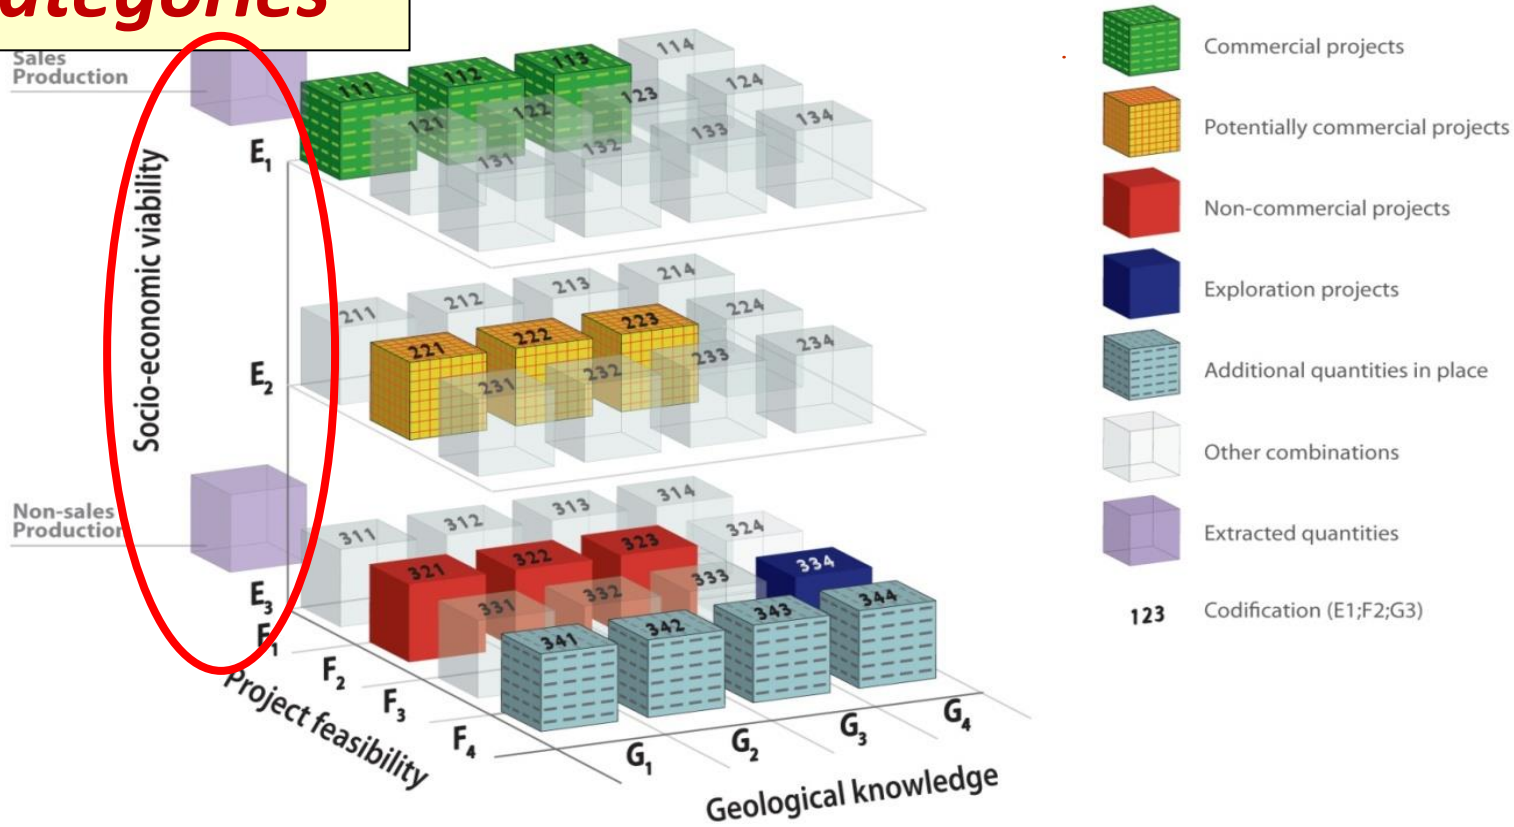 Sales
Production
Socio-economic viability
Non-sales
Production
E1
E2
E3
111
112
113
114
121
122
123
124
131
132
133
134
211
212
213
214
221
222
223
224
231
232
233
234
311
312
313
314
321
322
323
324
331
332
333
334
341
342
343
344
F1
F2
F3
F4
Project feasibility
G1
G2
G3
G4
Geological knowledge
Commercial projects
Potentially commercial projects
Non-commercial projects
Exploration projects
Additional quantities in place
Other combinations
Extracted quantities
123 Codification (E1;F2;G3)